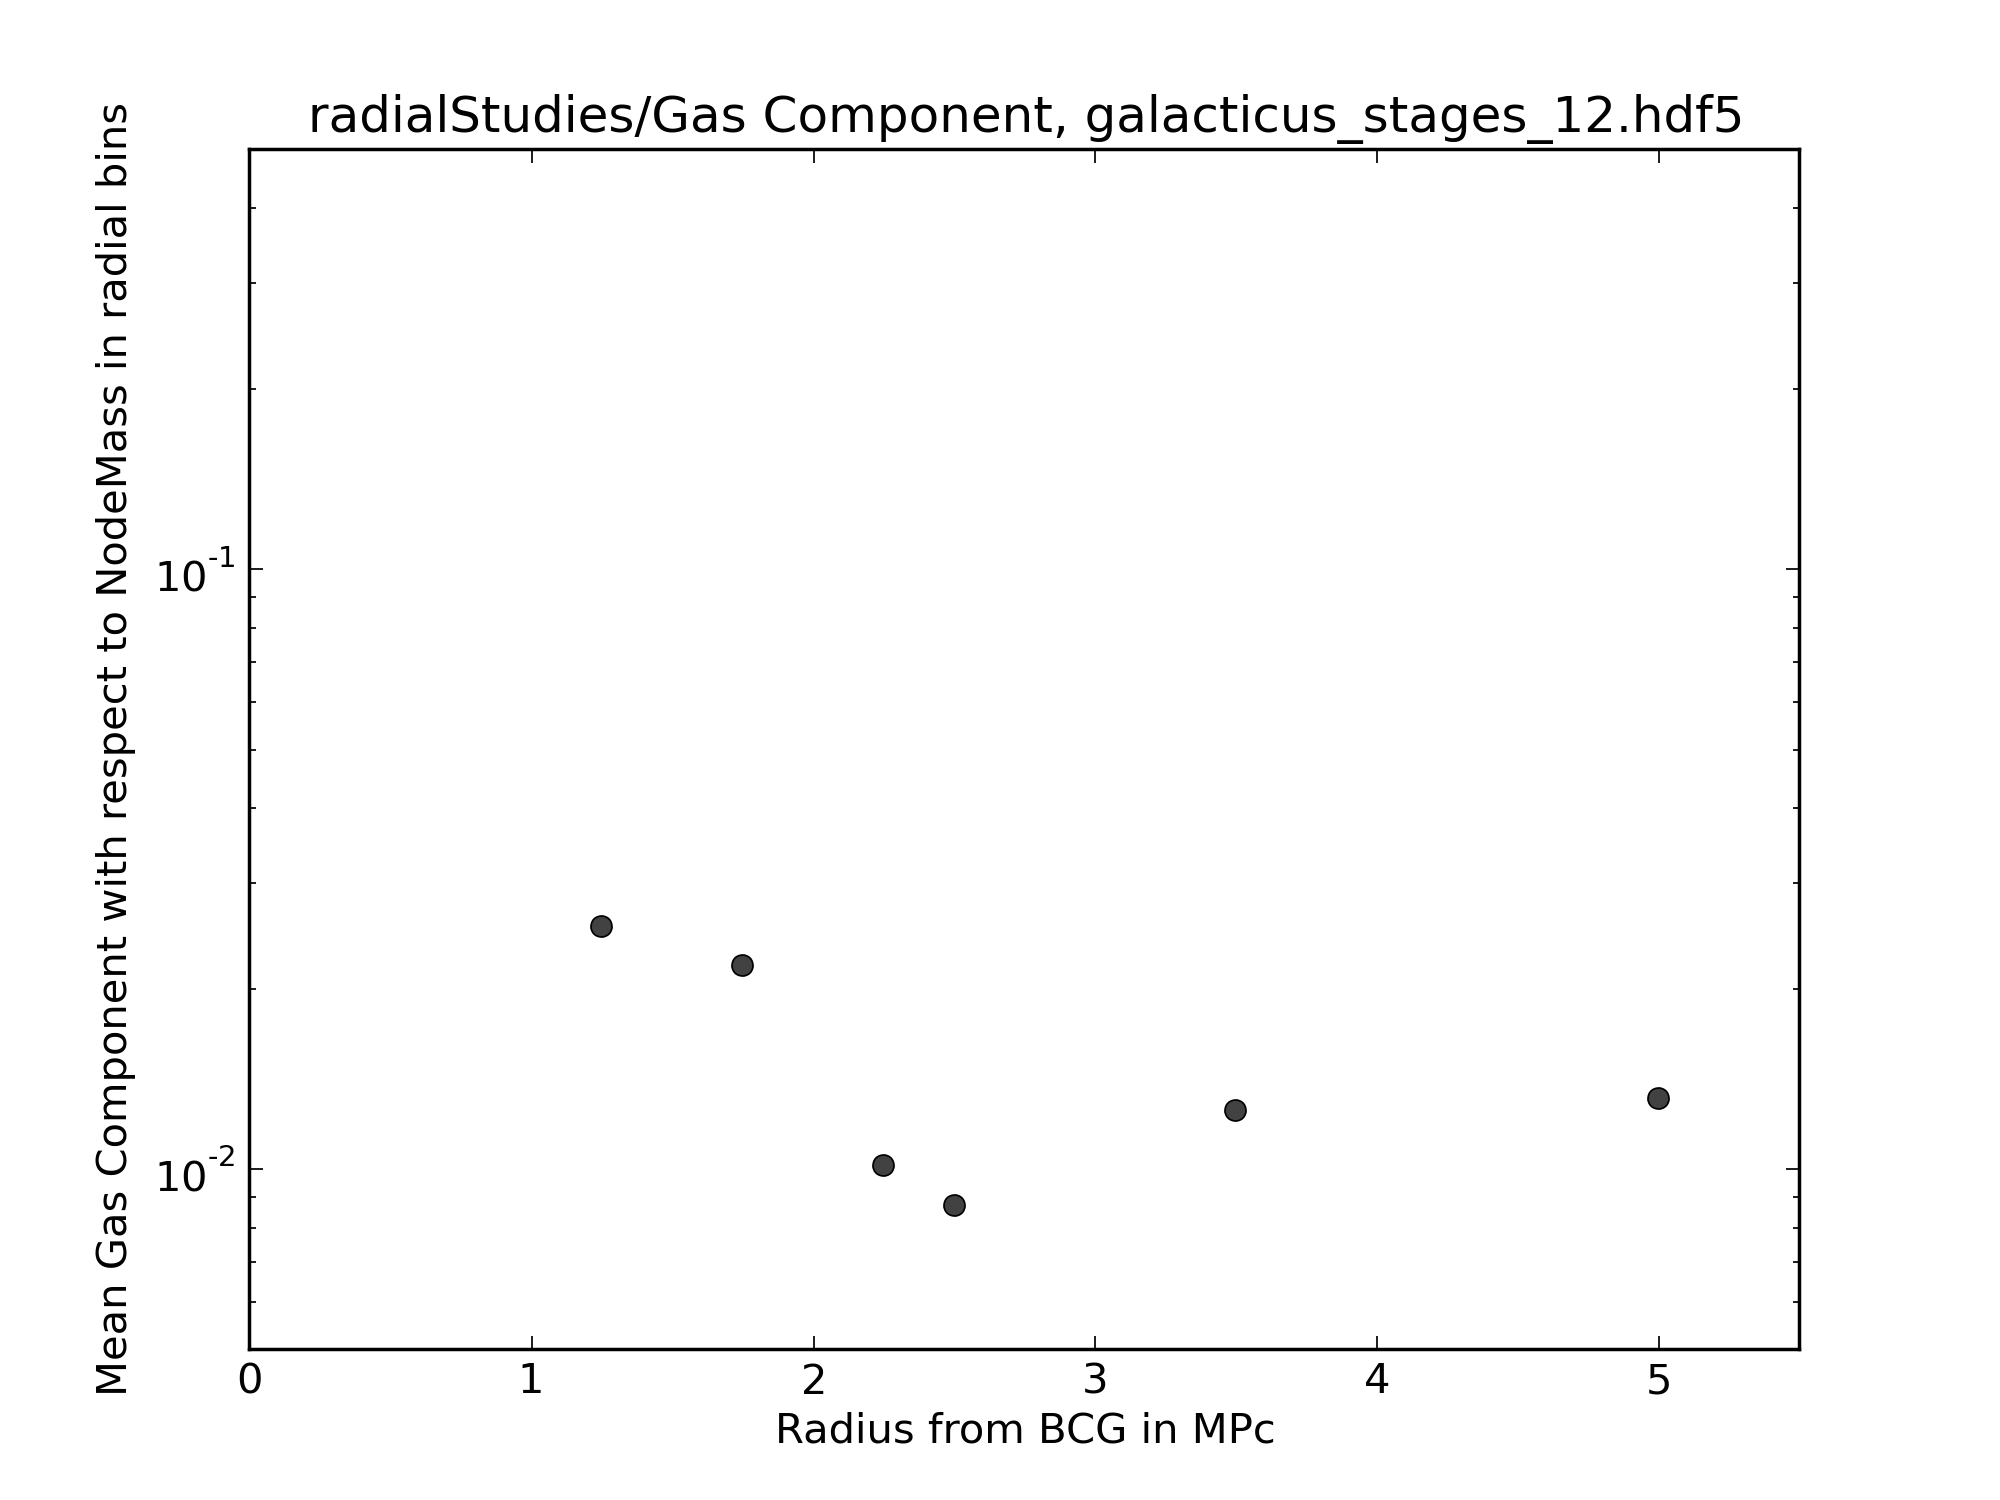 radialStudies/Gas Component, galacticus_stages_12.hdf5
Mean Gas Component with respect to NodeMass in radial bins
10^-1
10^-2
0 1 2 3 4 5
Radius from BCG in MPc